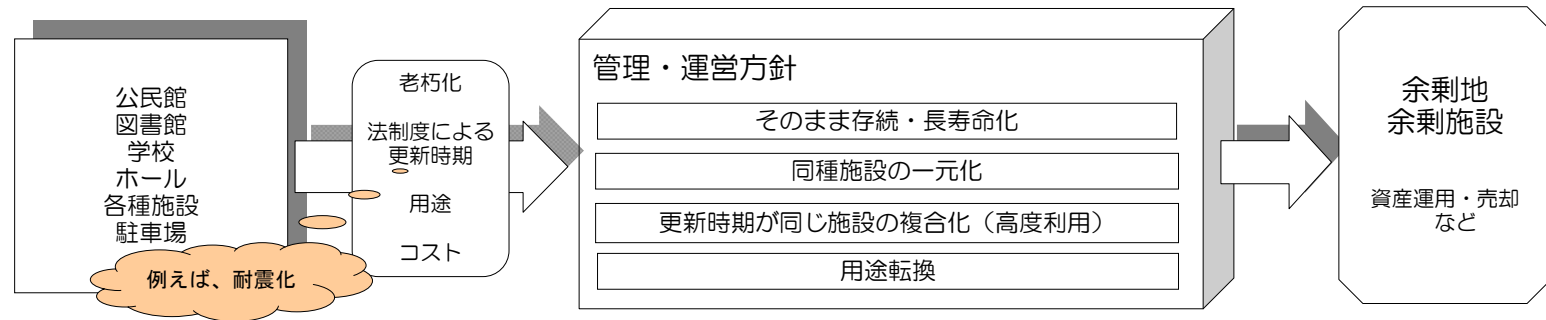 公民館
図書館
学校
ホール
各種施設
駐車場
例えば、耐震化
老朽化
法制度による
更新時期
用途
コスト
管理・運営方針
そのまま存続・長寿命化
同種施設の一元化
更新時期が同じ施設の複合化（高度利用）
用途転換
余剰地
余剰施設
資産運用・売却
など